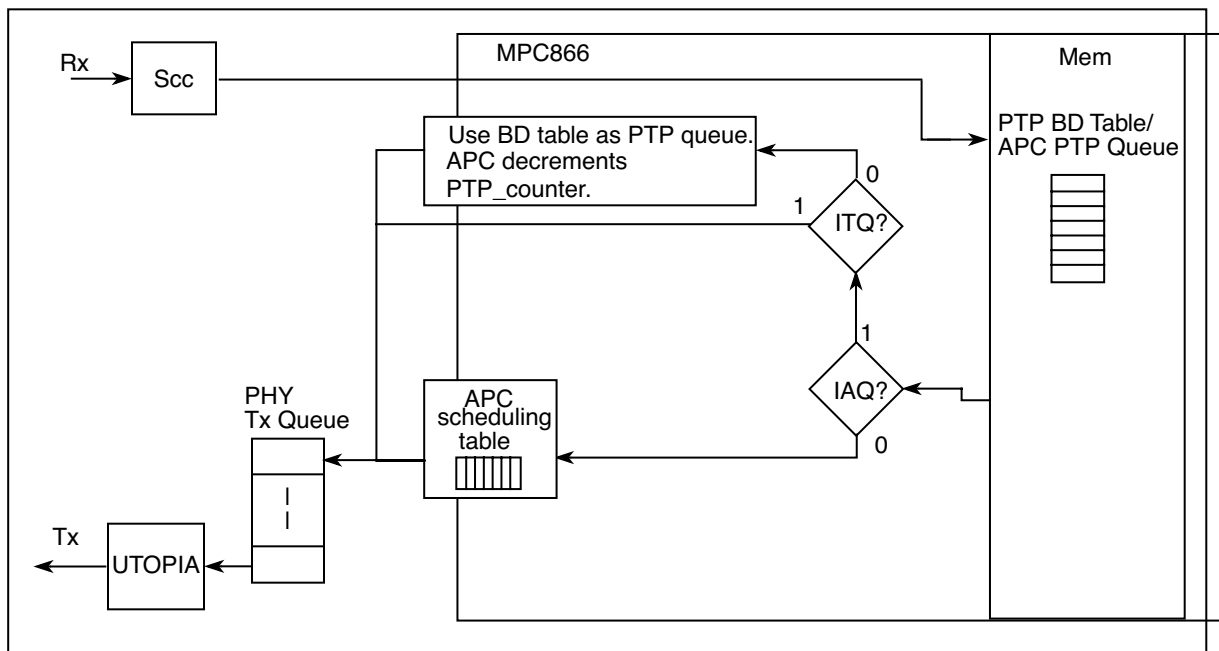 MPC866
Mem
Rx
Scc
PTP BD Table/
APC PTP Queue
Use BD table as PTP queue.
APC decrements
PTP_counter.
0
1
ITQ?
1
IAQ?
0
PHY
Tx Queue
APC
scheduling
table
Tx
UTOPIA